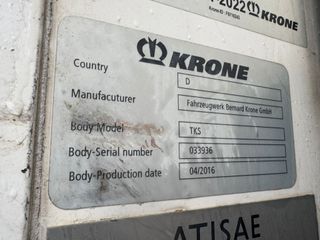 -2022 KRONE
KRONE
Country D
Manufacuturer Fahrzeugwerk Bernard Krone GmbH
Body Model TKS
Body-Serial number 033936
Body-Production date 04/2016
ATISAE